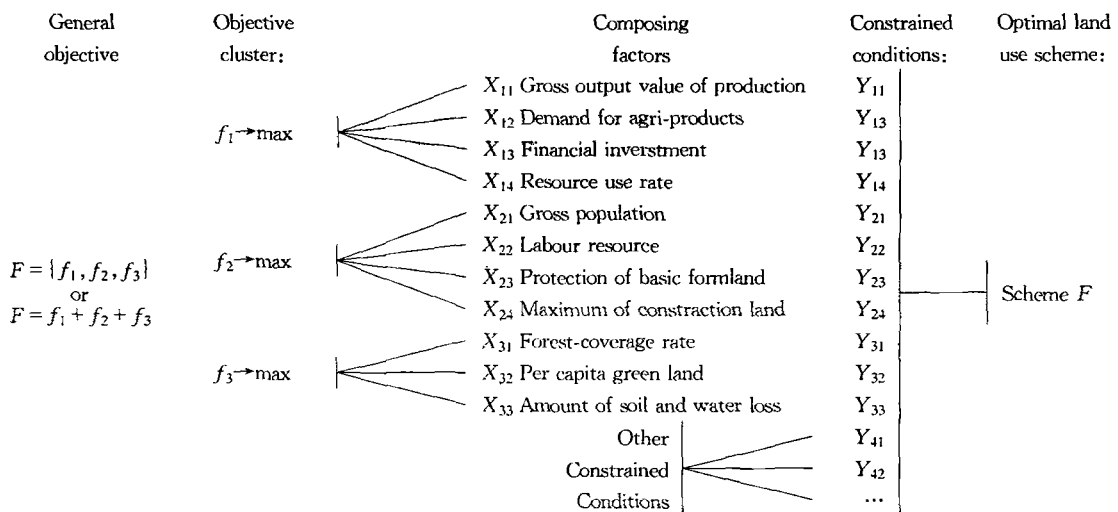 General Objective Composing Constrained Optimal land
objective cluster: factors conditions: use scheme:
X11 Gross output value of production Y11
X12 Demand for agri-products Y13
f1→max
X13 Financial inverstment Y13
X14 Resource use rate Y14
X21 Gross population Y21
X22 Labour resource Y22
F = {f1, f2, f3} f2→max
X23 Protection of basic formland Y23
or Scheme F
F = f1 + f2 + f3 X24 Maximum of constraction land Y24
X31 Forest-coverage rate Y31
f3→max X32 Per capita green land Y32
X33 Amount of soil and water loss Y33
Other Y41
Constrained Y42
Conditions ...